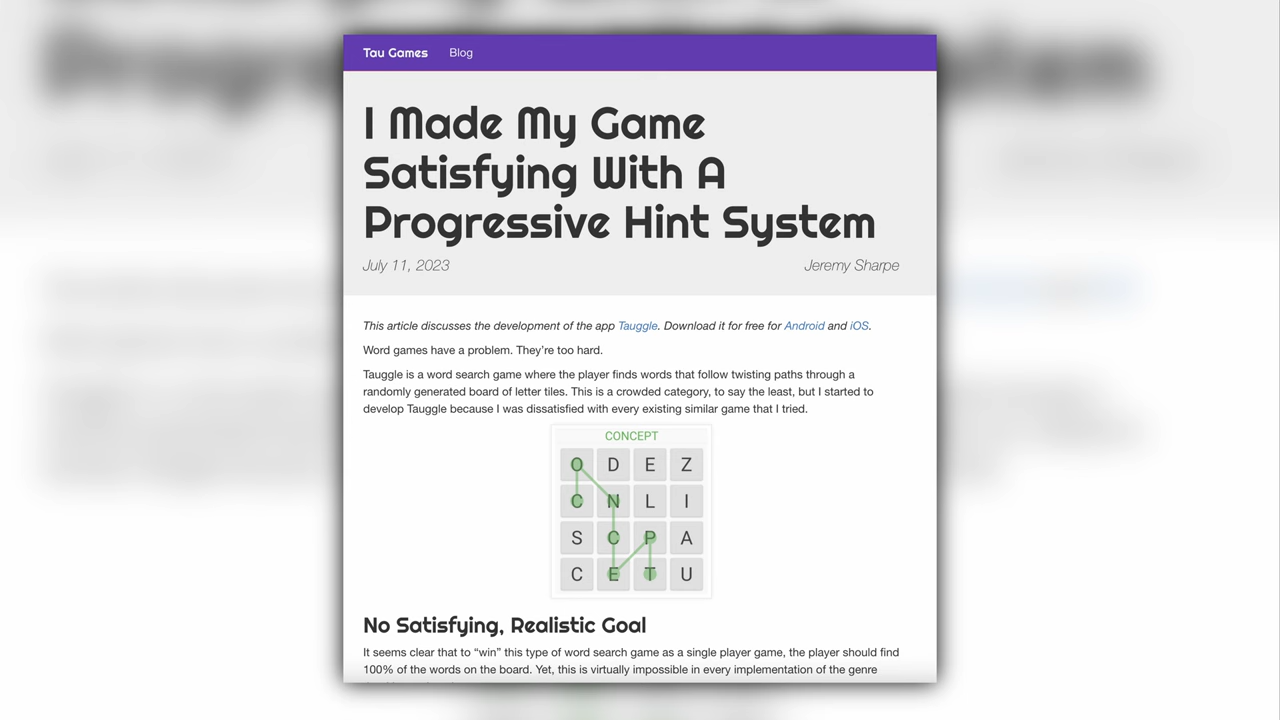 Tau Games Blog
I Made My Game
Satisfying With A
Progressive Hint System
July 11, 2023 Jeremy Sharpe
This article discusses the development of the app Tauggle. Download it for free for Android and iOS.
Word games have a problem. They're too hard.
Tauggle is a word search game where the player finds words that follow twisting paths through a
randomly generated board of letter tiles. This is a crowded category, to say the least, but I started to
develop Tauggle because I was dissatisfied with every existing similar game that I tried.
CONCEPT
O D E Z
C N L I
S C P A
C E T U
No Satisfying, Realistic Goal
It seems clear that to “win” this type of word search game as a single player game, the player should find
100% of the words on the board. Yet, this is virtually impossible in every implementation of the genre